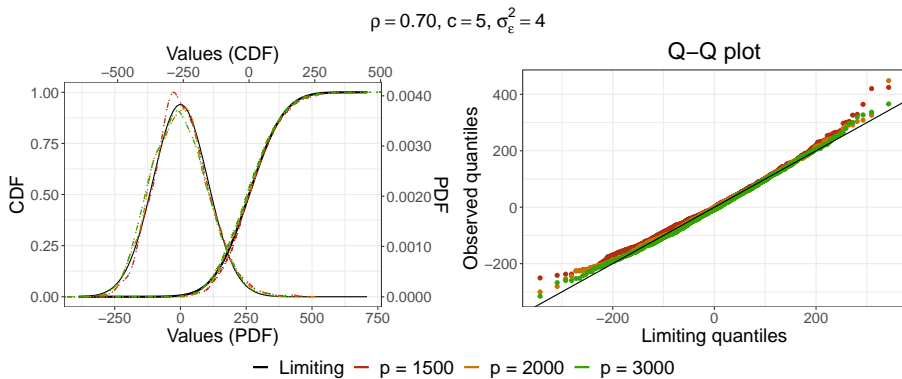 ρ = 0.70, c = 5, σ_ε^2 = 4
Values (CDF)
−500 −250 0 250 500
CDF
1.00
0.75
0.50
0.25
0.00
0.0040
0.0030
0.0020
0.0010
0.0000
PDF
−250 0 250 500 750
Values (PDF)
Q−Q plot
Observed quantiles
400
200
0
−200
−200 0 200
Limiting quantiles
Limiting p = 1500 p = 2000 p = 3000